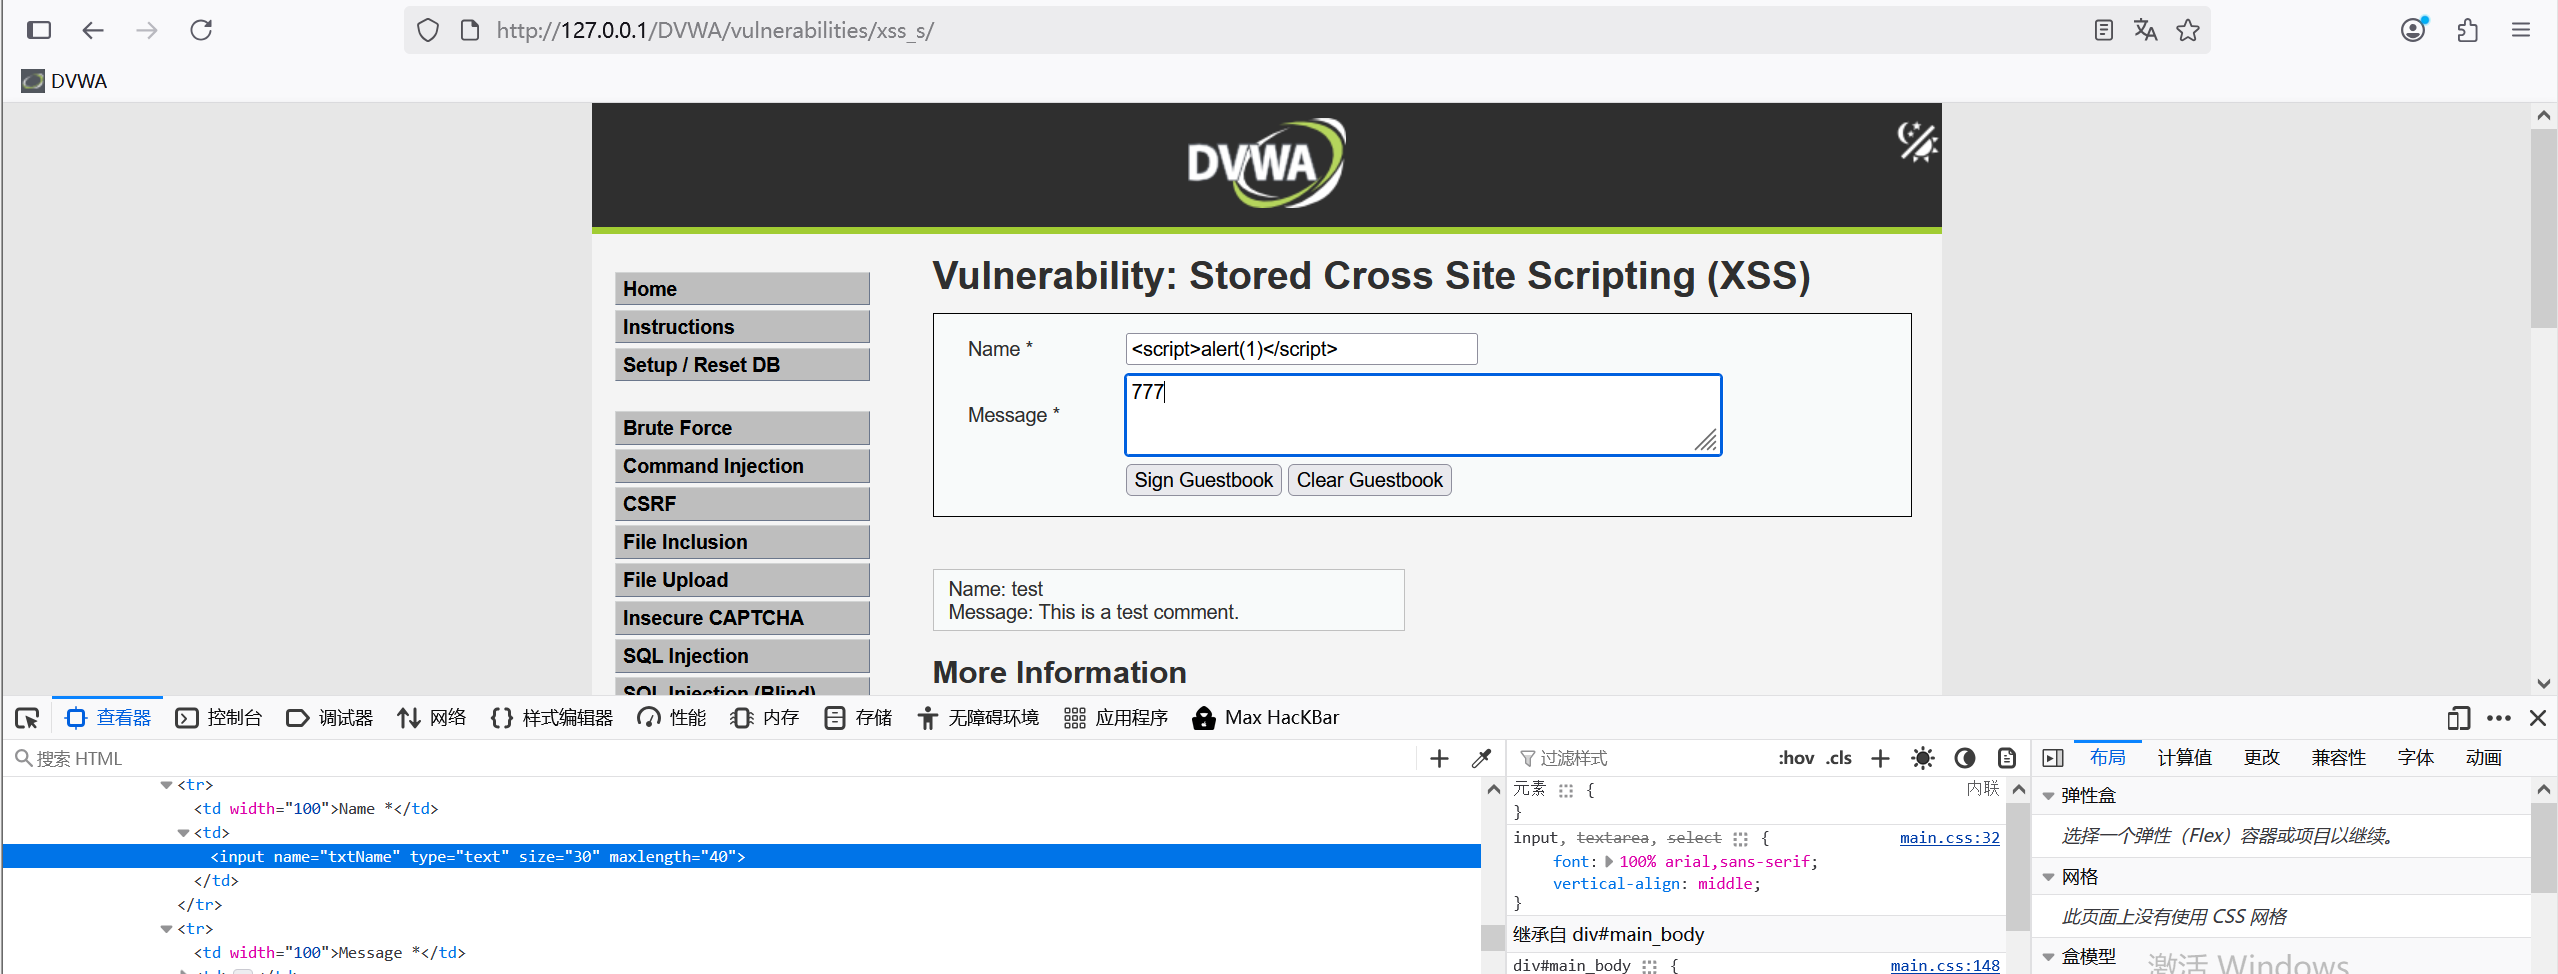 http://127.0.0.1/DVWA/vulnerabilities/xss_s/
DVWA
DVWA
Vulnerability: Stored Cross Site Scripting (XSS)
Home
Instructions
Setup / Reset DB
Brute Force
Command Injection
CSRF
File Inclusion
File Upload
Insecure CAPTCHA
SQL Injection
SQL Injection (Blind)
Name *
<script>alert(1)</script>
Message *
777
Sign Guestbook Clear Guestbook
Name: test
Message: This is a test comment.
More Information
查看器 控制台 调试器 网络 样式编辑器 性能 内存 存储 无障碍环境 应用程序 Max HacKBar
搜索 HTML
<tr>
<td width="100">Name *</td>
<td>
<input name="txtName" type="text" size="30" maxlength="40">
</td>
</tr>
<tr>
<td width="100">Message *</td>
过滤样式 :hov .cls
元素 { 内联
}
input, textarea, select { main.css:32
font: 100% arial,sans-serif;
vertical-align: middle;
}
继承自 div#main_body
div#main_body { main.css:148
布局 计算值 更改 兼容性 字体 动画
弹性盒
选择一个弹性（Flex）容器或项目以继续。
网格
此页面上没有使用 CSS 网格
盒模型
激活 Windows